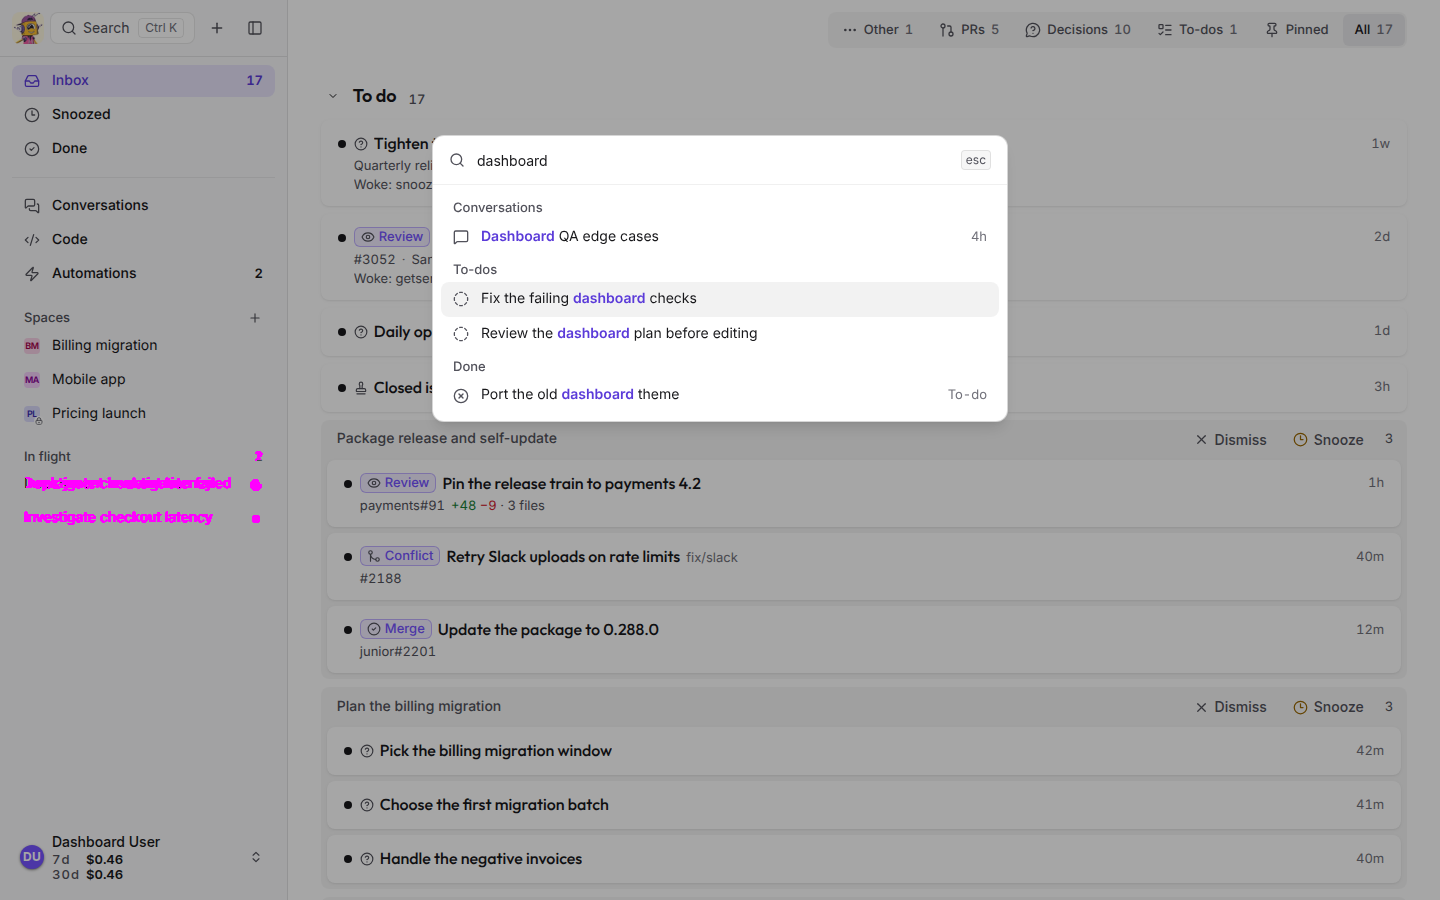 Search Ctrl K
Inbox 17
Snoozed
Done
Conversations
Code
Automations 2
Spaces
BM Billing migration
MA Mobile app
PL Pricing launch
In flight
Investigate checkout latency
DU Dashboard User
7d $0.46
30d $0.46
Other 1 PRs 5 Decisions 10 To-dos 1 Pinned All 17
To do 17
Tighten 1w
Quarterly reli
Woke: snooz
Review 2d
#3052 · Sar
Woke: getser
Daily op 1d
Closed is 3h
dashboard esc
Conversations
Dashboard QA edge cases 4h
To-dos
Fix the failing dashboard checks
Review the dashboard plan before editing
Done
Port the old dashboard theme To-do
Package release and self-update Dismiss Snooze 3
Review Pin the release train to payments 4.2 1h
payments#91 +48 −9 · 3 files
Conflict Retry Slack uploads on rate limits fix/slack 40m
#2188
Merge Update the package to 0.288.0 12m
junior#2201
Plan the billing migration Dismiss Snooze 3
Pick the billing migration window 42m
Choose the first migration batch 41m
Handle the negative invoices 40m